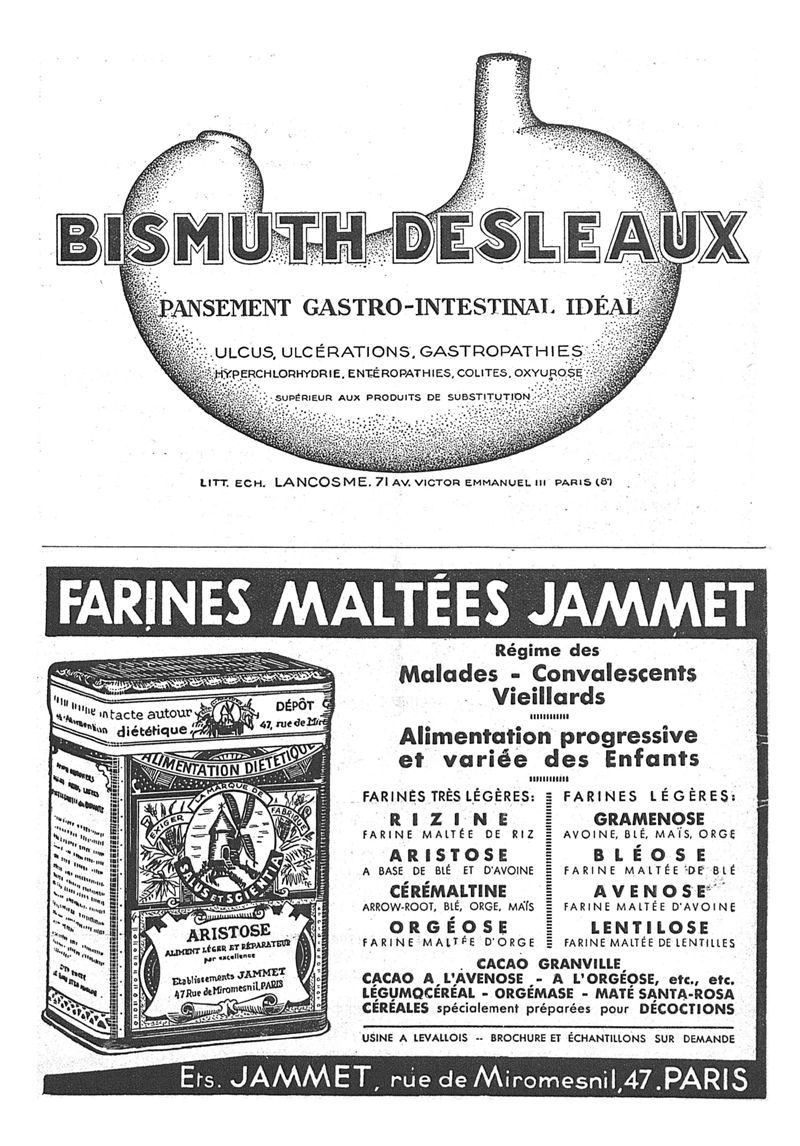 BISMUTH DESLEAUX
PANSEMENT GASTRO-INTESTINAL IDÉAL
ULCUS, ULCÉRATIONS, GASTROPATHIES
HYPERCHLORHYDRIE, ENTÉROPATHIES, COLITES, OXYUROSE
SUPÉRIEUR AUX PRODUITS DE SUBSTITUTION
LITT. ECH. LANCOSME, 71 AV. VICTOR EMMANUEL III PARIS (8e)
FARINES MALTÉES JAMMET
Régime des
Malades - Convalescents
Vieillards
Alimentation progressive
et variée des Enfants
FARINES TRÈS LÉGÈRES:
RIZINE
FARINE MALTÉE DE RIZ
ARISTOSE
A BASE DE BLÉ ET D'AVOINE
CÉRÉMALTINE
ARROW-ROOT, BLÉ, ORGE, MAÏS
ORGÉOSE
FARINE MALTÉE D'ORGE
FARINES LÉGÈRES:
GRAMENOSE
AVOINE, BLÉ, MAÏS, ORGE
BLÉOSE
FARINE MALTÉE DE BLÉ
AVENOSE
FARINE MALTÉE D'AVOINE
LENTILOSE
FARINE MALTÉE DE LENTILLES
CACAO GRANVILLE
CACAO A L'AVENOSE - A L'ORGÉOSE, etc., etc.
LÉGUMOCÉRÉAL - ORGÉMASE - MATÉ SANTA-ROSA
CÉRÉALES spécialement préparées pour DÉCOCTIONS
USINE A LEVALLOIS -- BROCHURE ET ÉCHANTILLONS SUR DEMANDE
intacte autour
diététique
DÉPÔT
47, rue de Miro
ALIMENTATION DIÉTÉTIQUE
EXIGER LA MARQUE DE FABRIQUE
SALUS ET SCIENTIA
ARISTOSE
ALIMENT LÉGER ET RÉPARATEUR
par excellence
Etablissements JAMMET
47 Rue de Miromesnil, PARIS
Ets. JAMMET, rue de Miromesnil, 47. PARIS